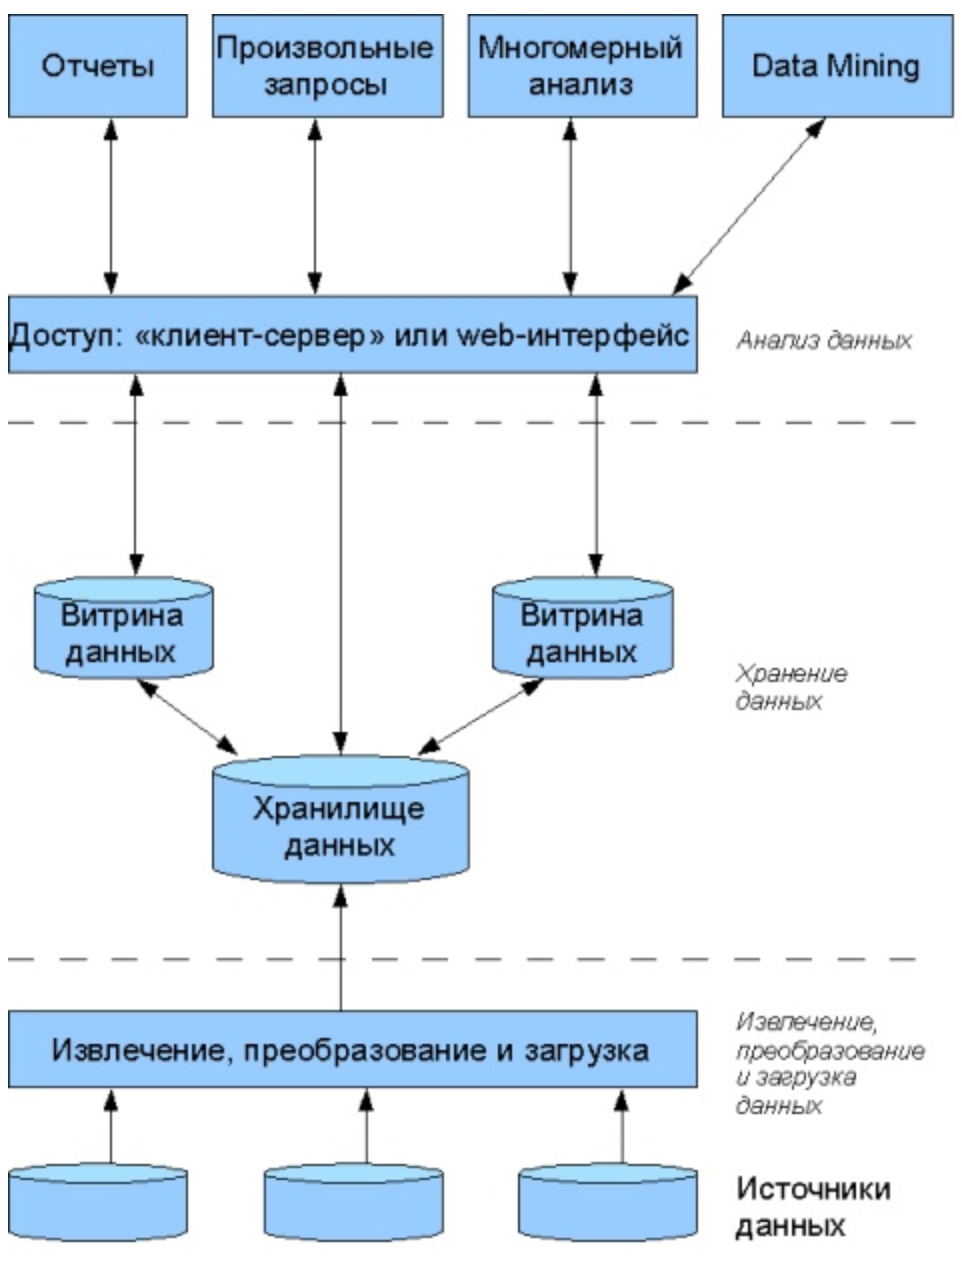 Отчеты
Произвольные
запросы
Многомерный
анализ
Data Mining
Доступ: «клиент-сервер» или web-интерфейс
Анализ данных
Витрина
данных
Витрина
данных
Хранение
данных
Хранилище
данных
Извлечение, преобразование и загрузка
Извлечение,
преобразование
и загрузка
данных
Источники
данных